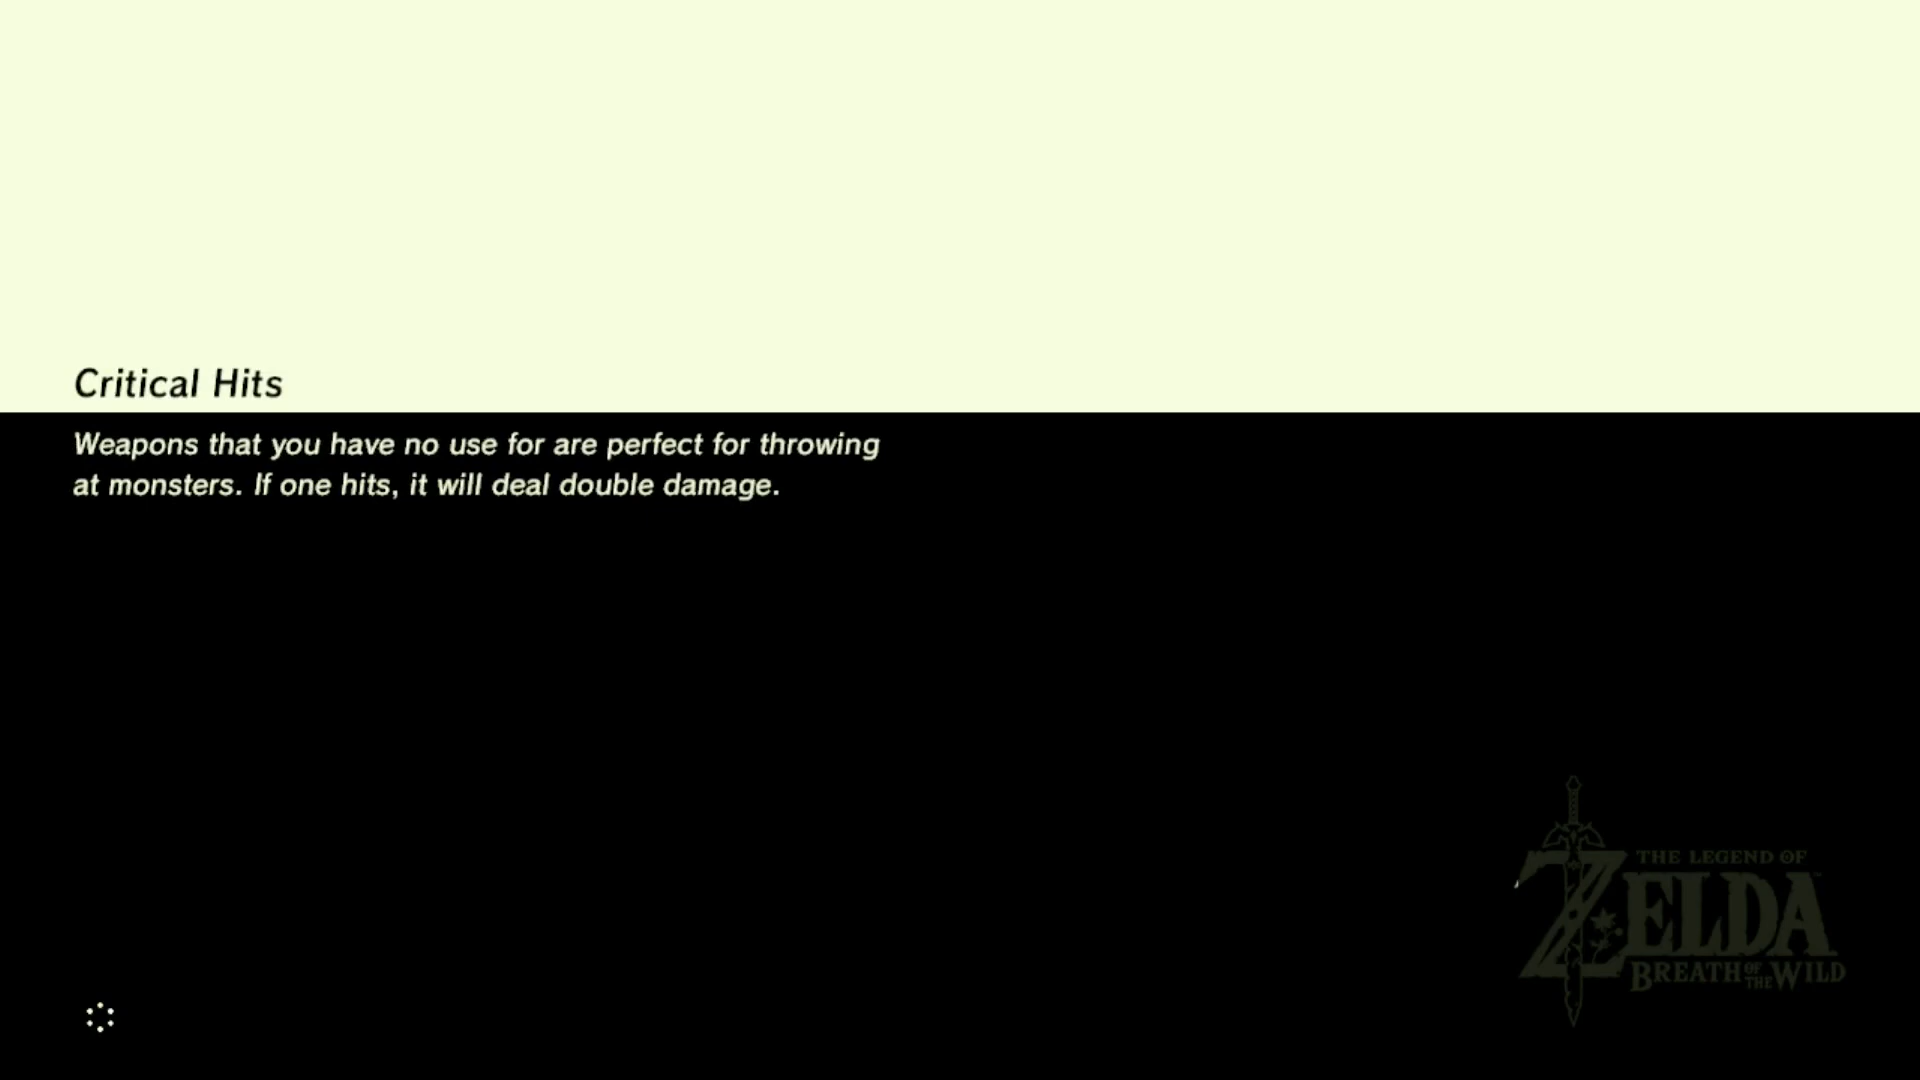 Critical Hits
Weapons that you have no use for are perfect for throwing
at monsters. If one hits, it will deal double damage.
THE LEGEND OF
ZELDA
BREATH OF THE WILD